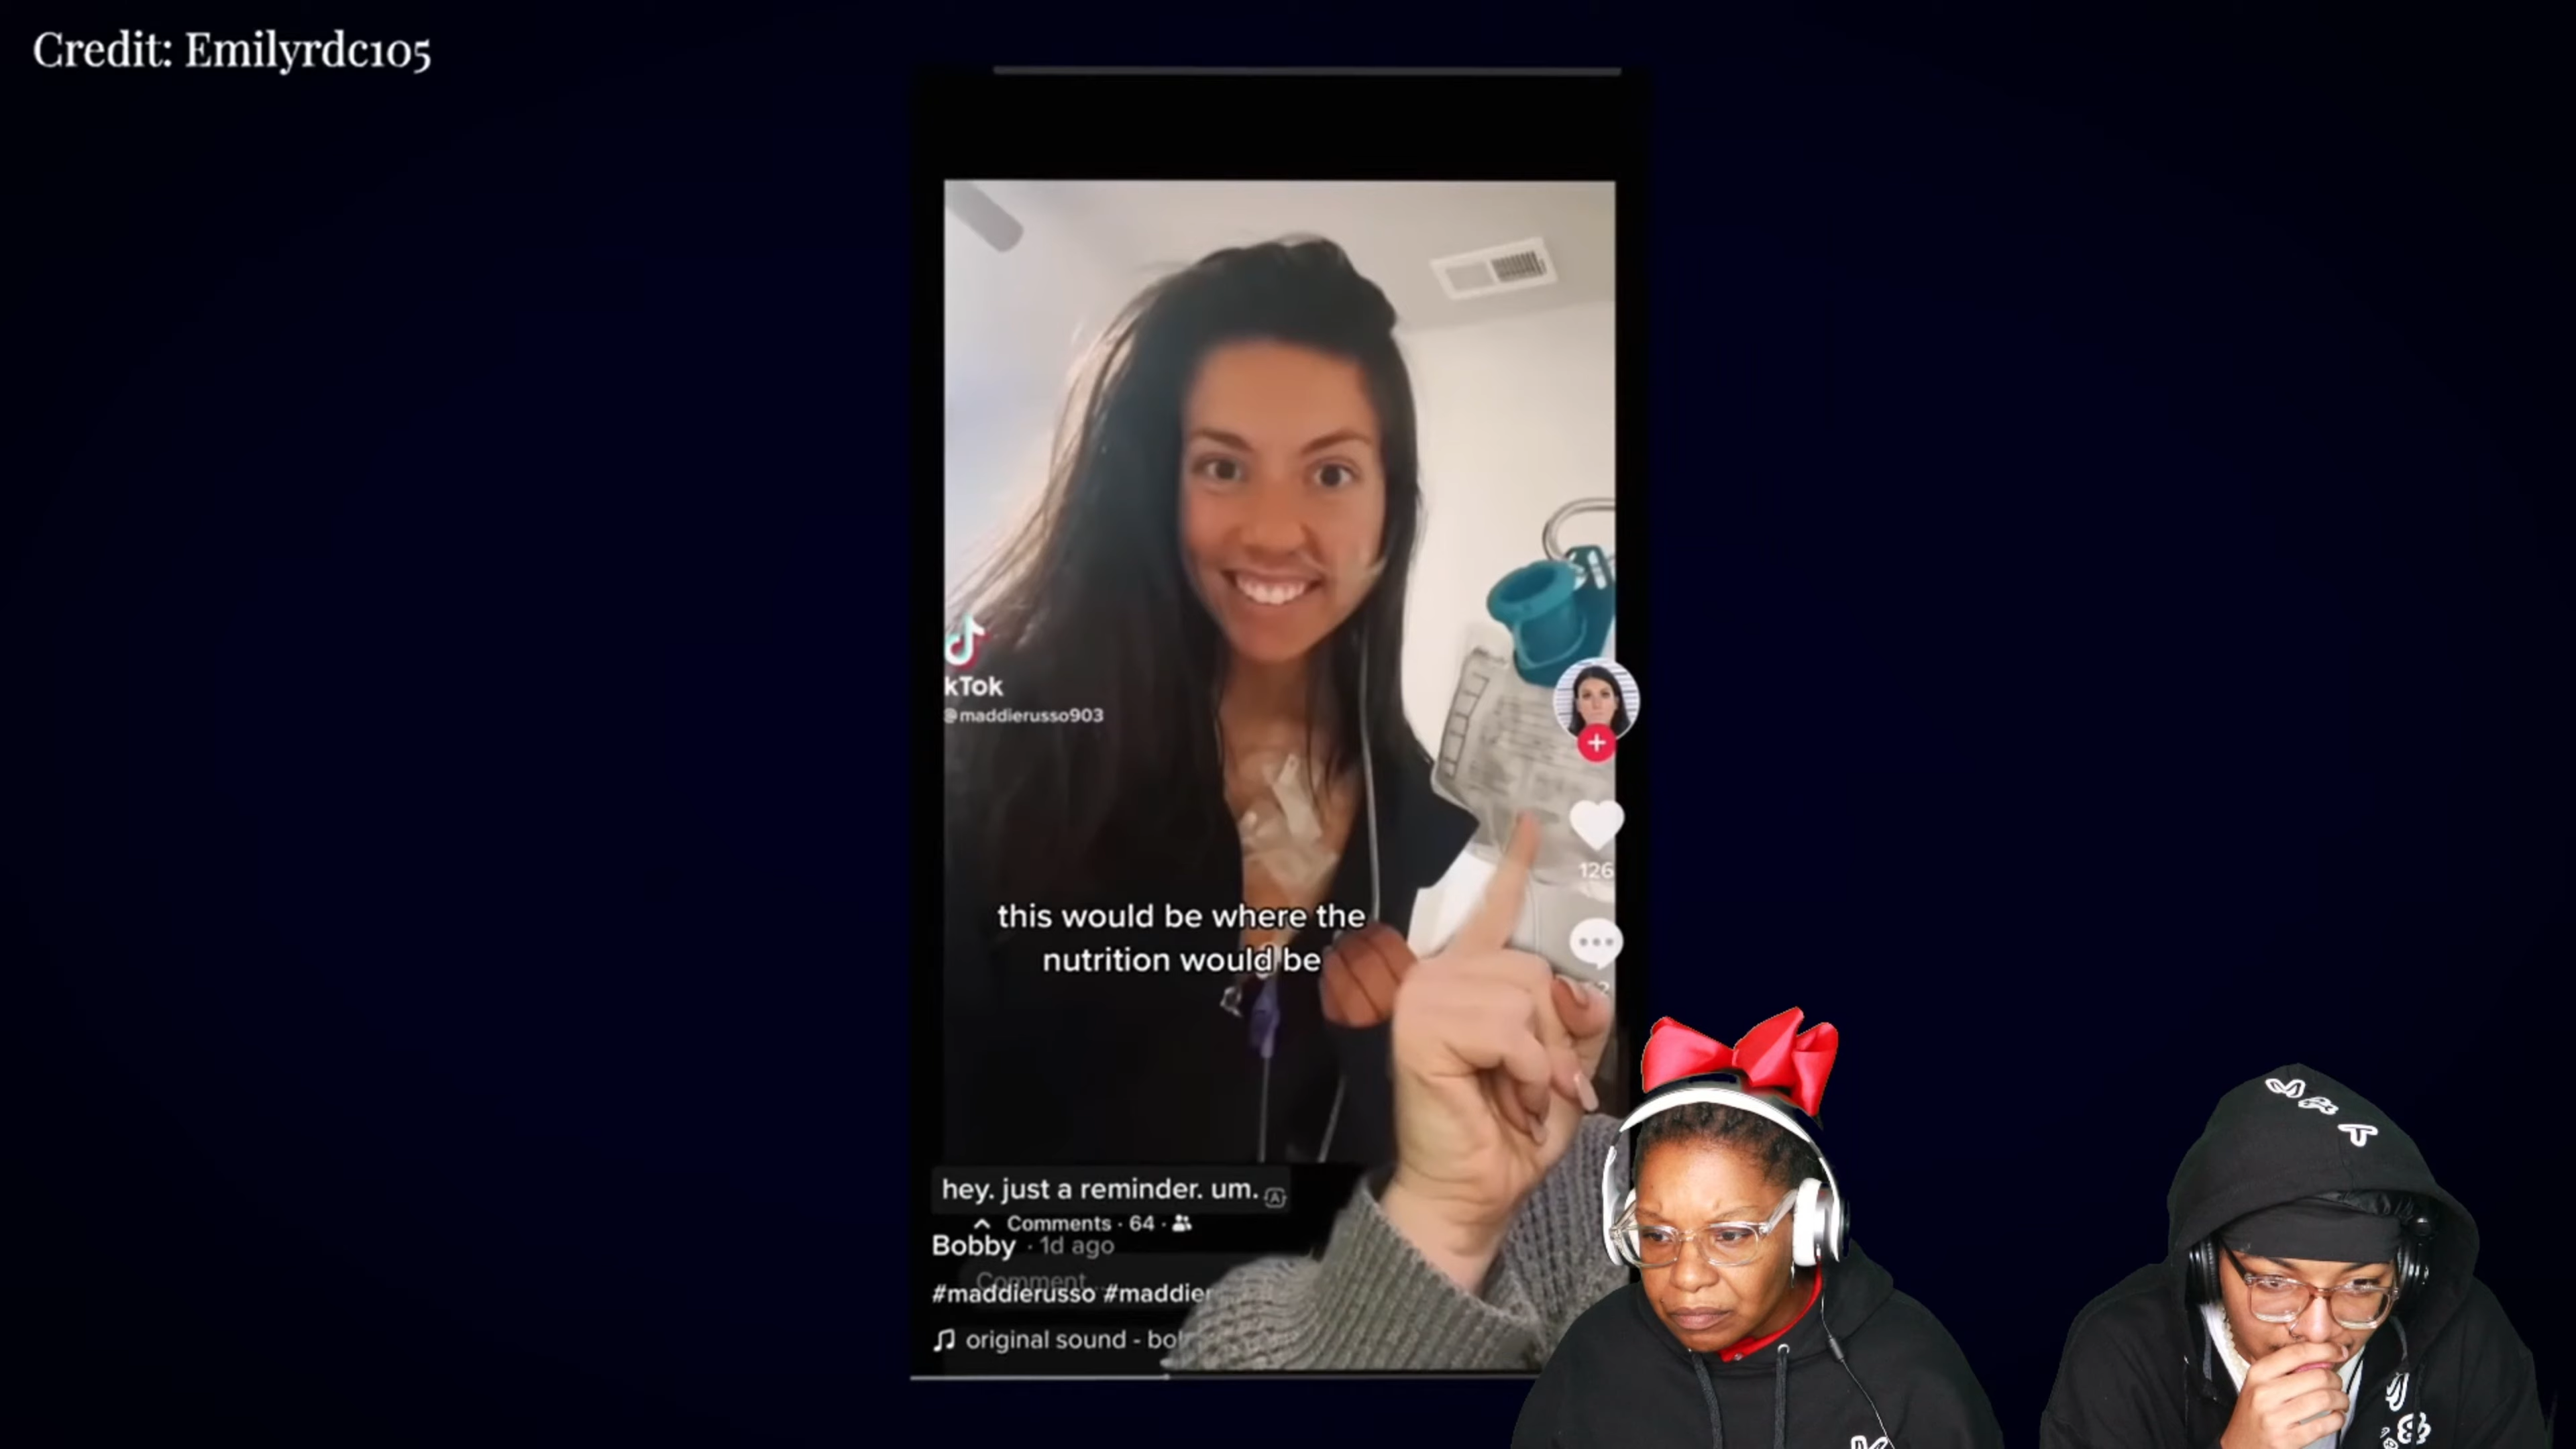 Credit: Emilyrdc105
kTok
@maddierusso903
126
this would be where the
nutrition would be
hey. just a reminder. um.
Comments · 64 ·
Bobby · 1d ago
Comment...
#maddierusso #maddier
original sound - bo